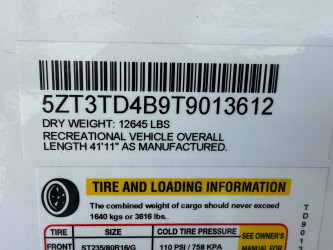 5ZT3TD4B9T9013612
DRY WEIGHT: 12645 LBS
RECREATIONAL VEHICLE OVERALL
LENGTH 41'11" AS MANUFACTURED.
TIRE AND LOADING INFORMATION
The combined weight of cargo should never exceed
1640 kgs or 3616 lbs.
TIRE SIZE COLD TIRE PRESSURE SEE OWNER'S
MANUAL FOR
FRONT ST235/80R16/G 110 PSI / 758 KPA
TD9013